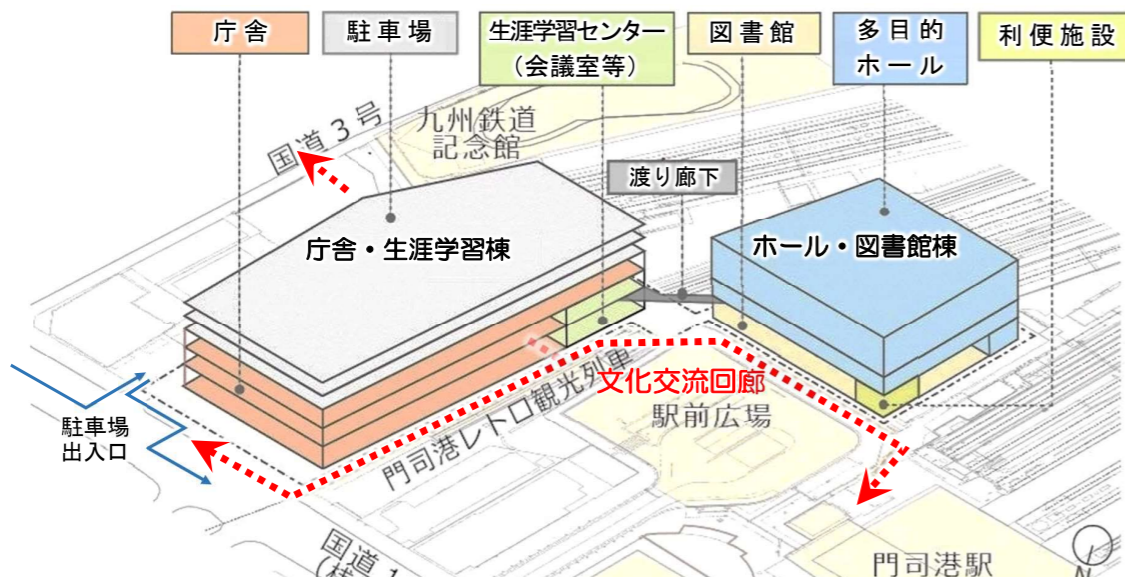 庁舎
駐車場
生涯学習センター
(会議室等)
図書館
多目的
ホール
利便施設
国道3号
九州鉄道
記念館
渡り廊下
庁舎・生涯学習棟
ホール・図書館棟
文化交流回廊
駅前広場
門司港レトロ観光列車
駐車場
出入口
国道1
門司港駅
N